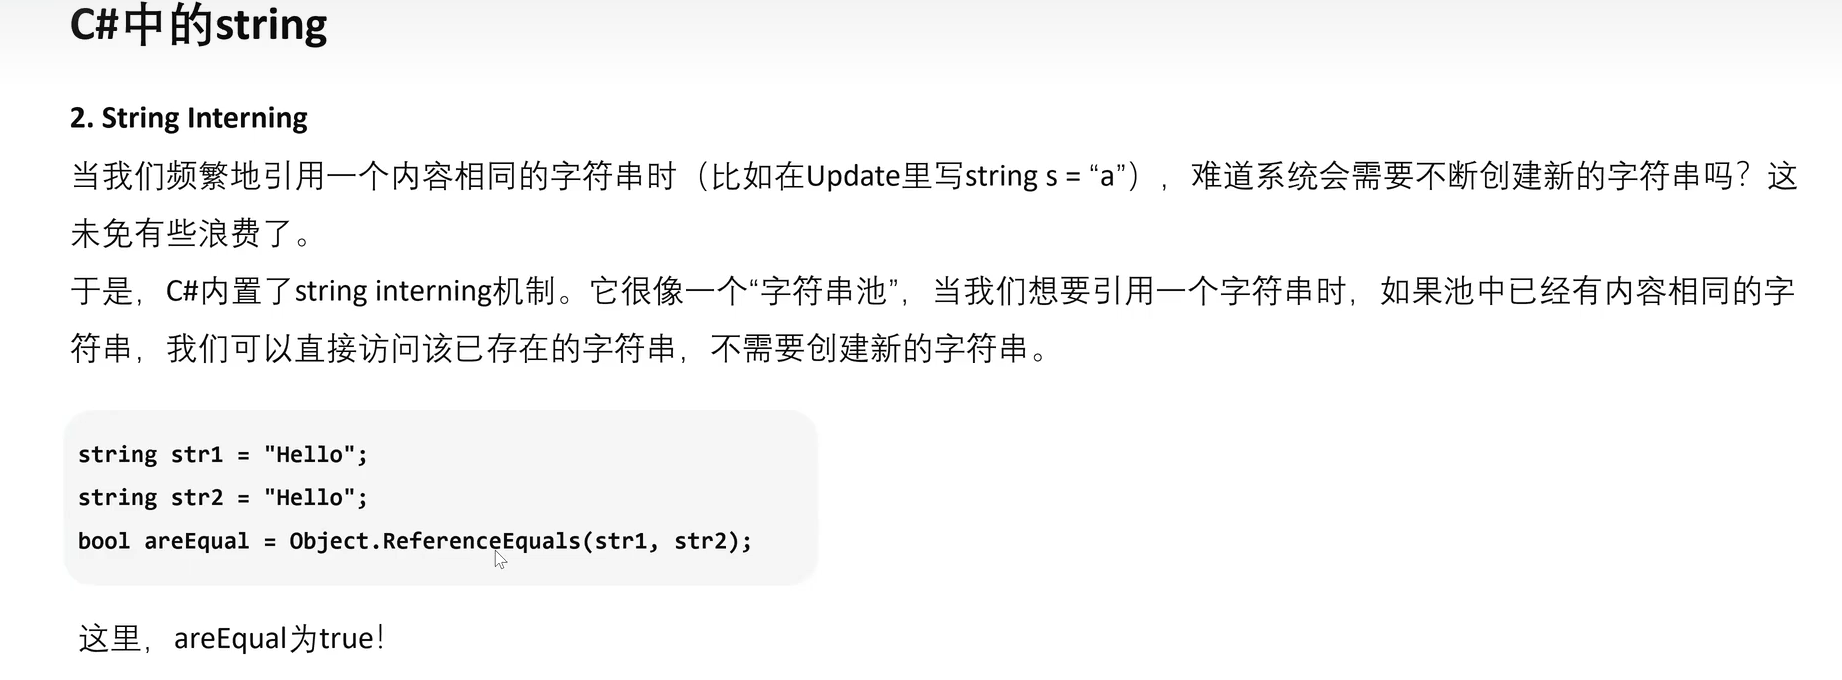 C#中的string
2. String Interning
当我们频繁地引用一个内容相同的字符串时（比如在Update里写string s = “a”），难道系统会需要不断创建新的字符串吗？这
未免有些浪费了。
于是，C#内置了string interning机制。它很像一个“字符串池”，当我们想要引用一个字符串时，如果池中已经有内容相同的字
符串，我们可以直接访问该已存在的字符串，不需要创建新的字符串。
string str1 = "Hello";
string str2 = "Hello";
bool areEqual = Object.ReferenceEquals(str1, str2);
这里，areEqual为true！